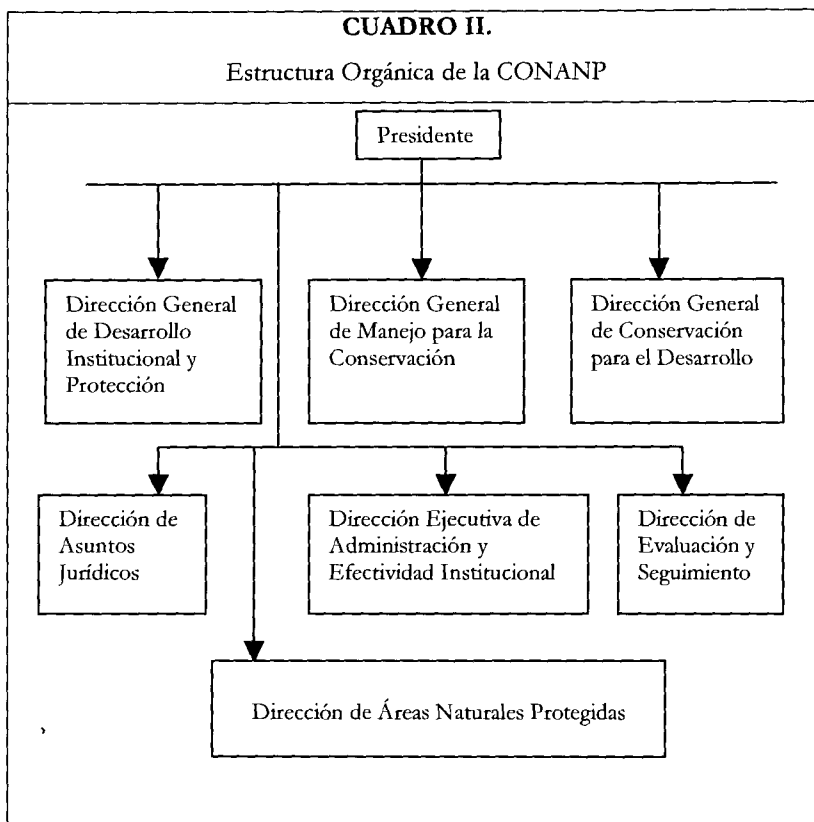 CUADRO II.
Estructura Orgánica de la CONANP
Presidente
Dirección General
de Desarrollo
Institucional y
Protección
Dirección General
de Manejo para la
Conservación
Dirección General
de Conservación
para el Desarrollo
Dirección de
Asuntos
Jurídicos
Dirección Ejecutiva de
Administración y
Efectividad Institucional
Dirección de
Evaluación y
Seguimiento
Dirección de Áreas Naturales Protegidas